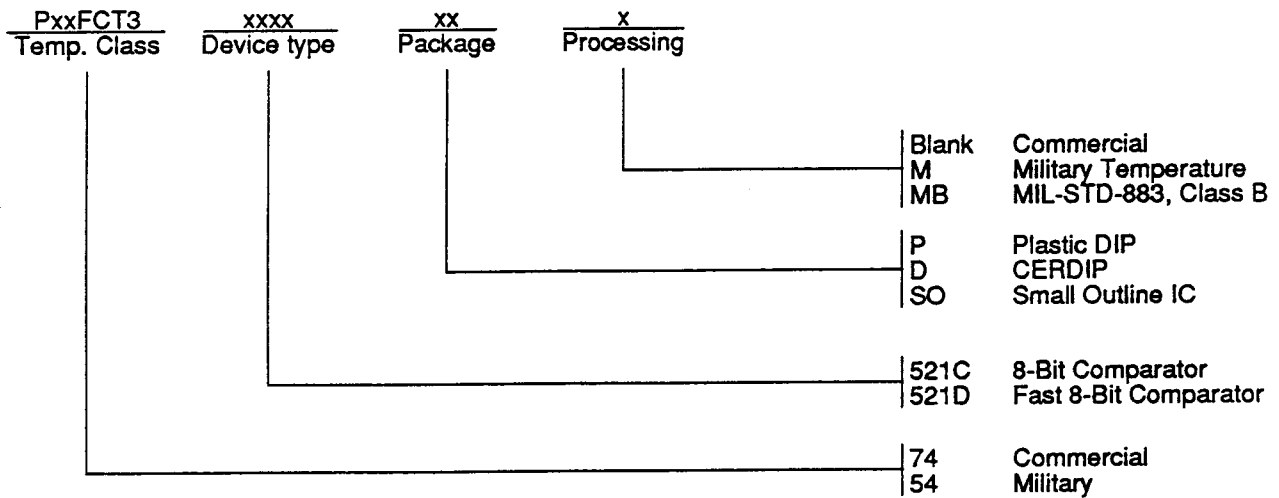 PxxFCT3 xxxx xx x
Temp. Class Device type Package Processing
Blank Commercial
M Military Temperature
MB MIL-STD-883, Class B
P Plastic DIP
D CERDIP
SO Small Outline IC
521C 8-Bit Comparator
521D Fast 8-Bit Comparator
74 Commercial
54 Military